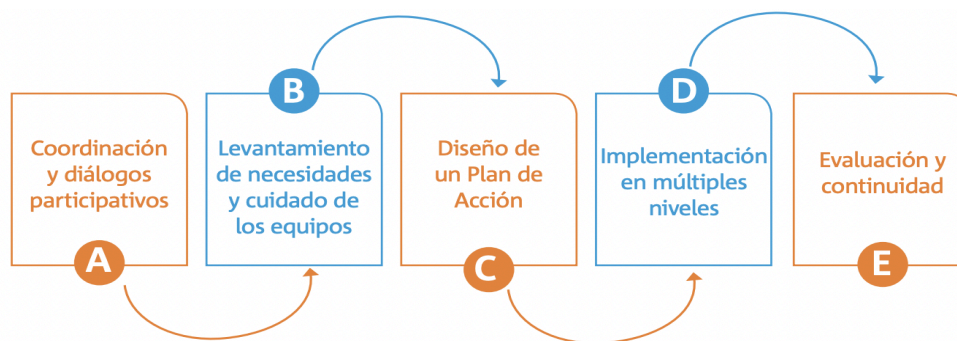 Coordinación
y diálogos
participativos
A
B
Levantamiento
de necesidades
y cuidado de
los equipos
Diseño de
un Plan de
Acción
C
D
Implementación
en múltiples
niveles
Evaluación y
continuidad
E